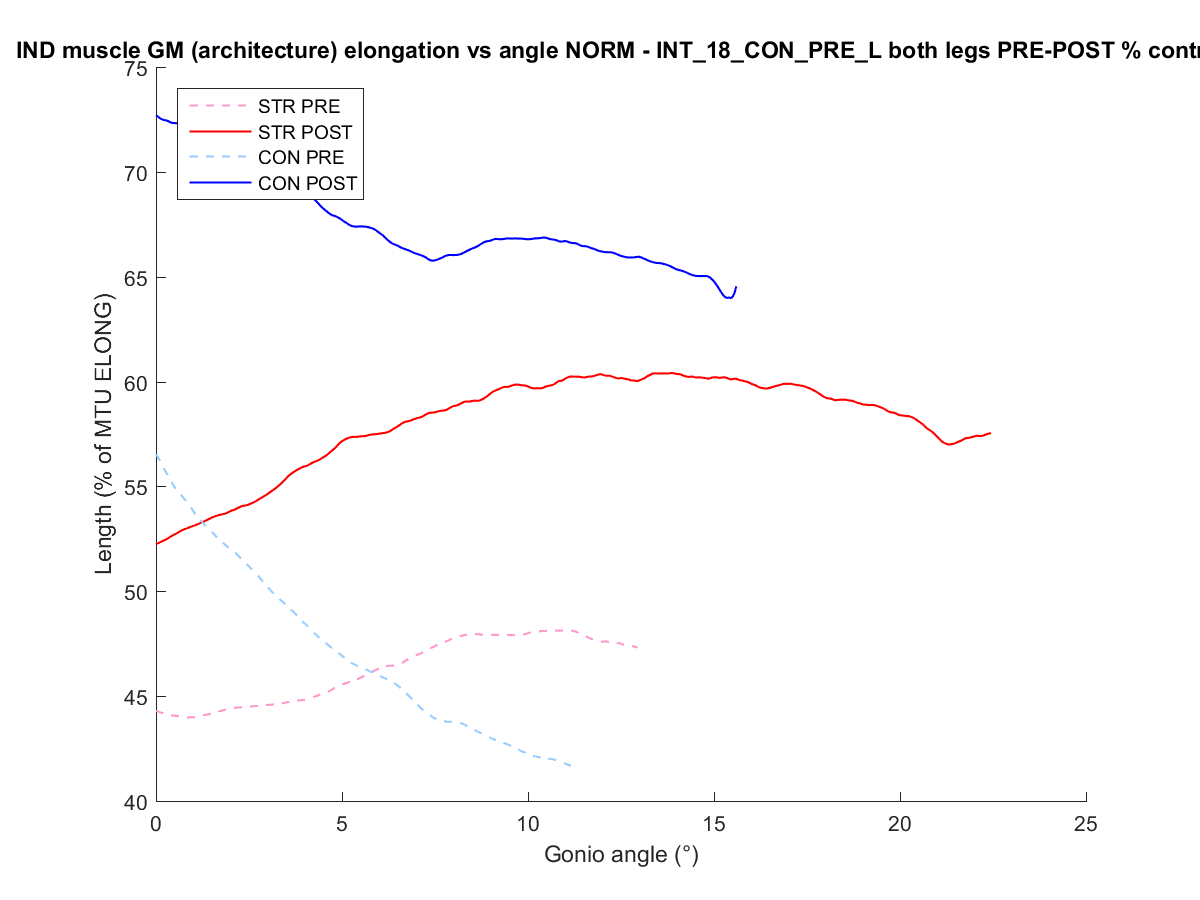 IND muscle GM (architecture) elongation vs angle NORM - INT_18_CON_PRE_L both legs PRE-POST % contr
75
70
65
60
55
50
45
40
Length (% of MTU ELONG)
STR PRE
STR POST
CON PRE
CON POST
0 5 10 15 20 25
Gonio angle (°)